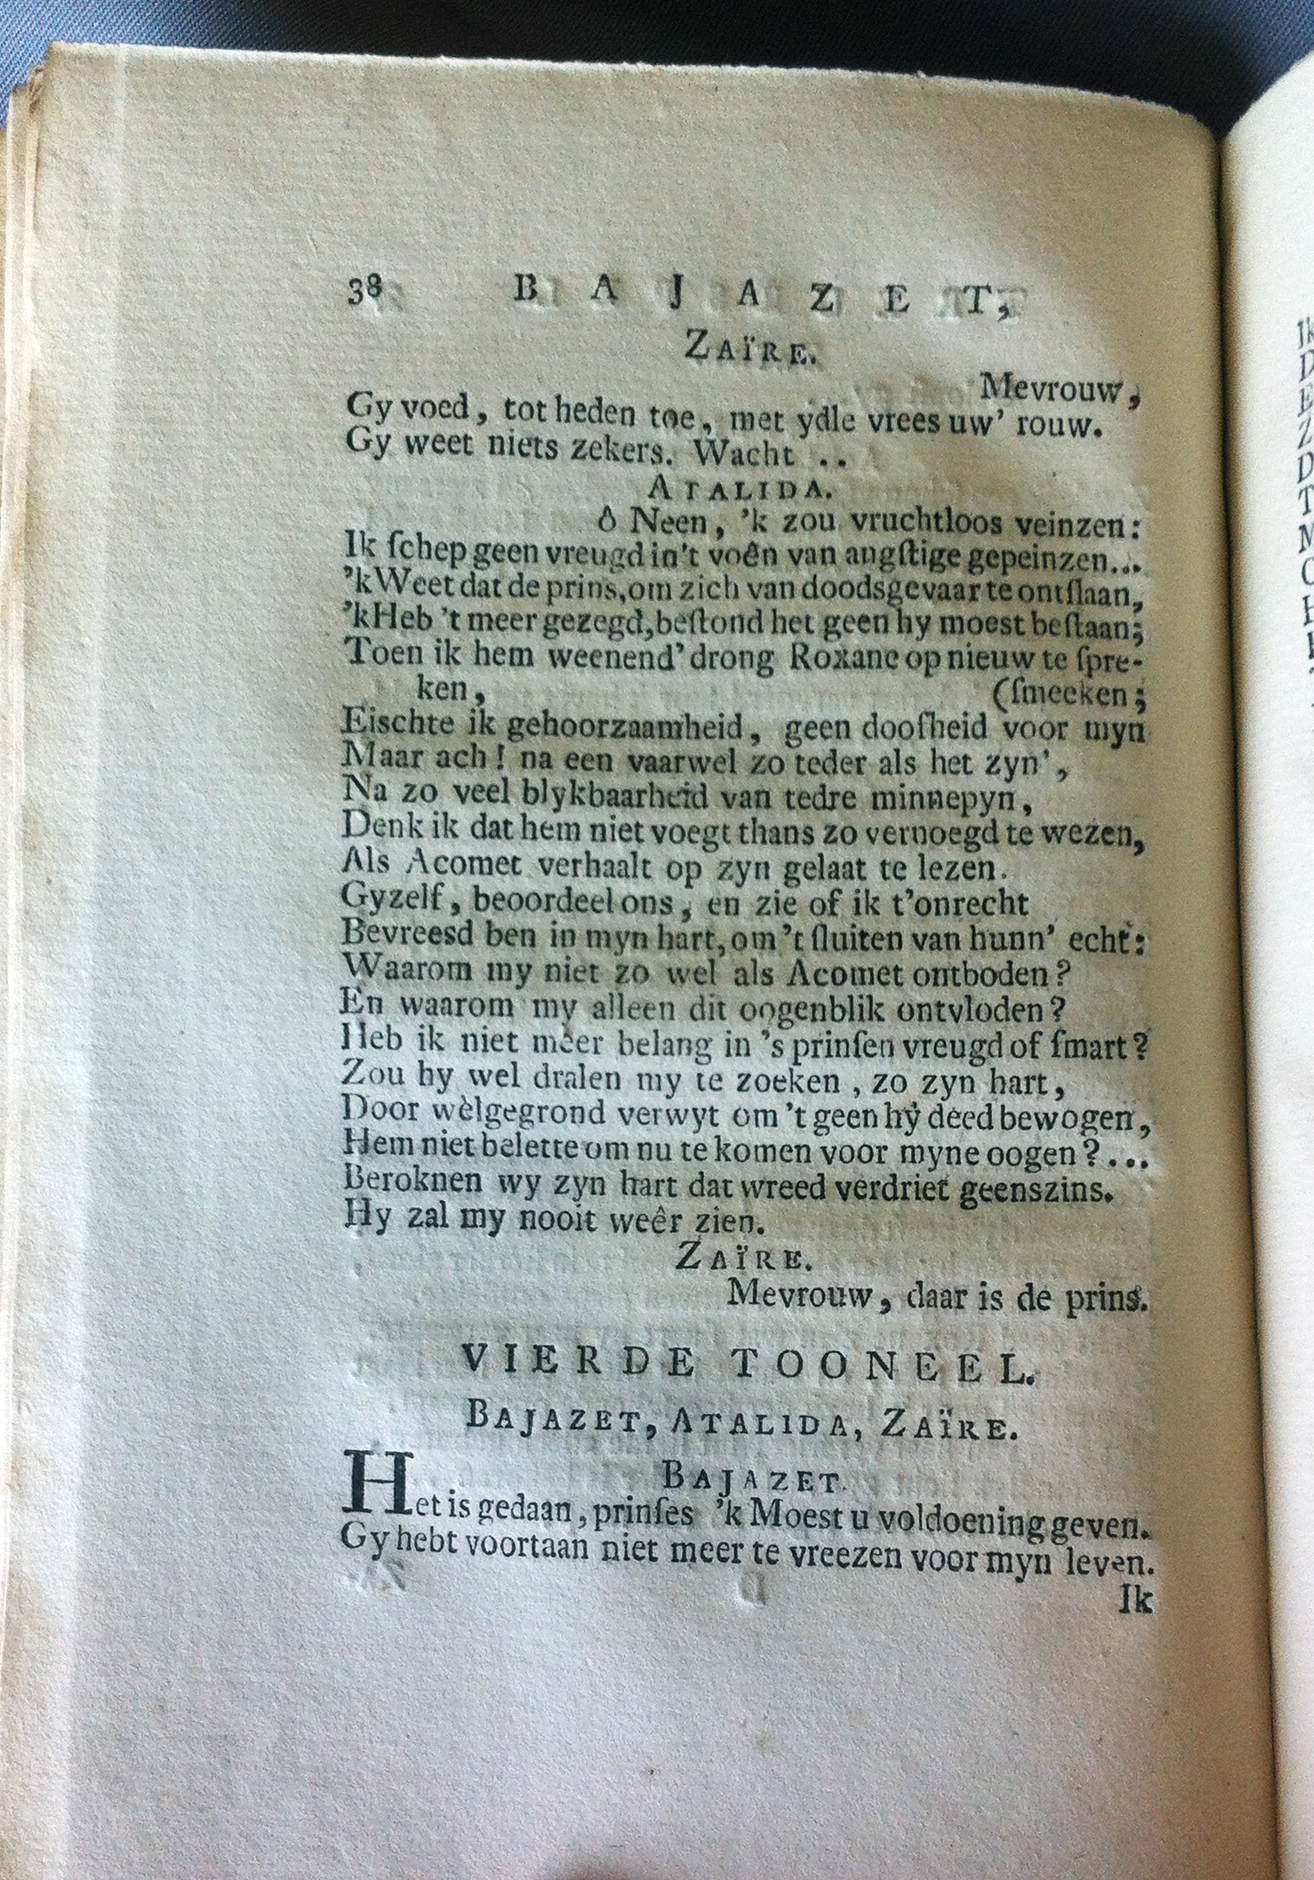 38 BAJAZET,
ZAÏRE.
Mevrouw,
Gy voed, tot heden toe, met ydle vrees uw' rouw.
Gy weet niets zekers. Wacht ..
ATALIDA.
ô Neen, 'k zou vruchtloos veinzen:
Ik ſchep geen vreugd in't voên van angſtige gepeinzen...
'k Weet dat de prins, om zich van doodsgevaar te ontſlaan,
'k Heb 't meer gezegd, beſtond het geen hy moest beſtaan;
Toen ik hem weenend' drong Roxane op nieuw te ſpre-
ken, (ſmeeken;
Eischte ik gehoorzaamheid, geen doofheid voor myn
Maar ach! na een vaarwel zo teder als het zyn',
Na zo veel blykbaarheid van tedre minnepyn,
Denk ik dat hem niet voegt thans zo vernoegd te wezen,
Als Acomet verhaalt op zyn gelaat te lezen.
Gyzelf, beoordeel ons, en zie of ik t'onrecht
Bevreesd ben in myn hart, om 't ſluiten van hunn' echt:
Waarom my niet zo wel als Acomet ontboden?
En waarom my alleen dit oogenblik ontvloden?
Heb ik niet mèer belang in 's prinſen vreugd of ſmart?
Zou hy wel dralen my te zoeken, zo zyn hart,
Door wèlgegrond verwyt om 't geen hy deed bewogen,
Hem niet belette om nu te komen voor myne oogen?...
Beroknen wy zyn hart dat wreed verdriet geenszins.
Hy zal my nooit weêr zien.
ZAÏRE.
Mevrouw, daar is de prins.
VIERDE TOONEEL.
BAJAZET, ATALIDA, ZAÏRE.
BAJAZET.
Het is gedaan, prinſes 'k Moest u voldoening geven.
Gy hebt voortaan niet meer te vreezen voor myn leven.
Ik